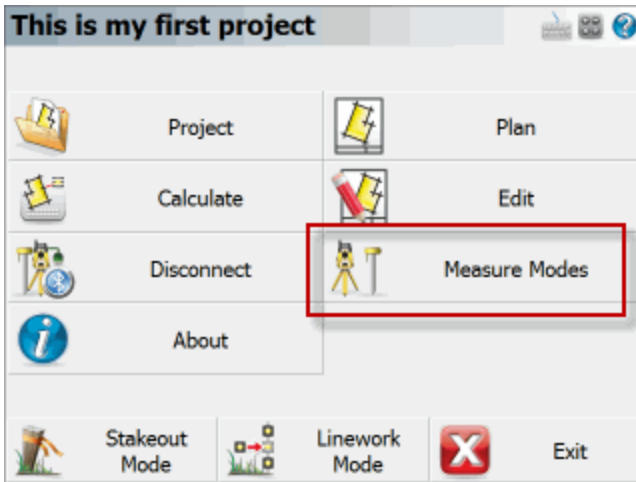 This is my first project
Project
Plan
Calculate
Edit
Disconnect
Measure Modes
About
Stakeout
Mode
Linework
Mode
Exit